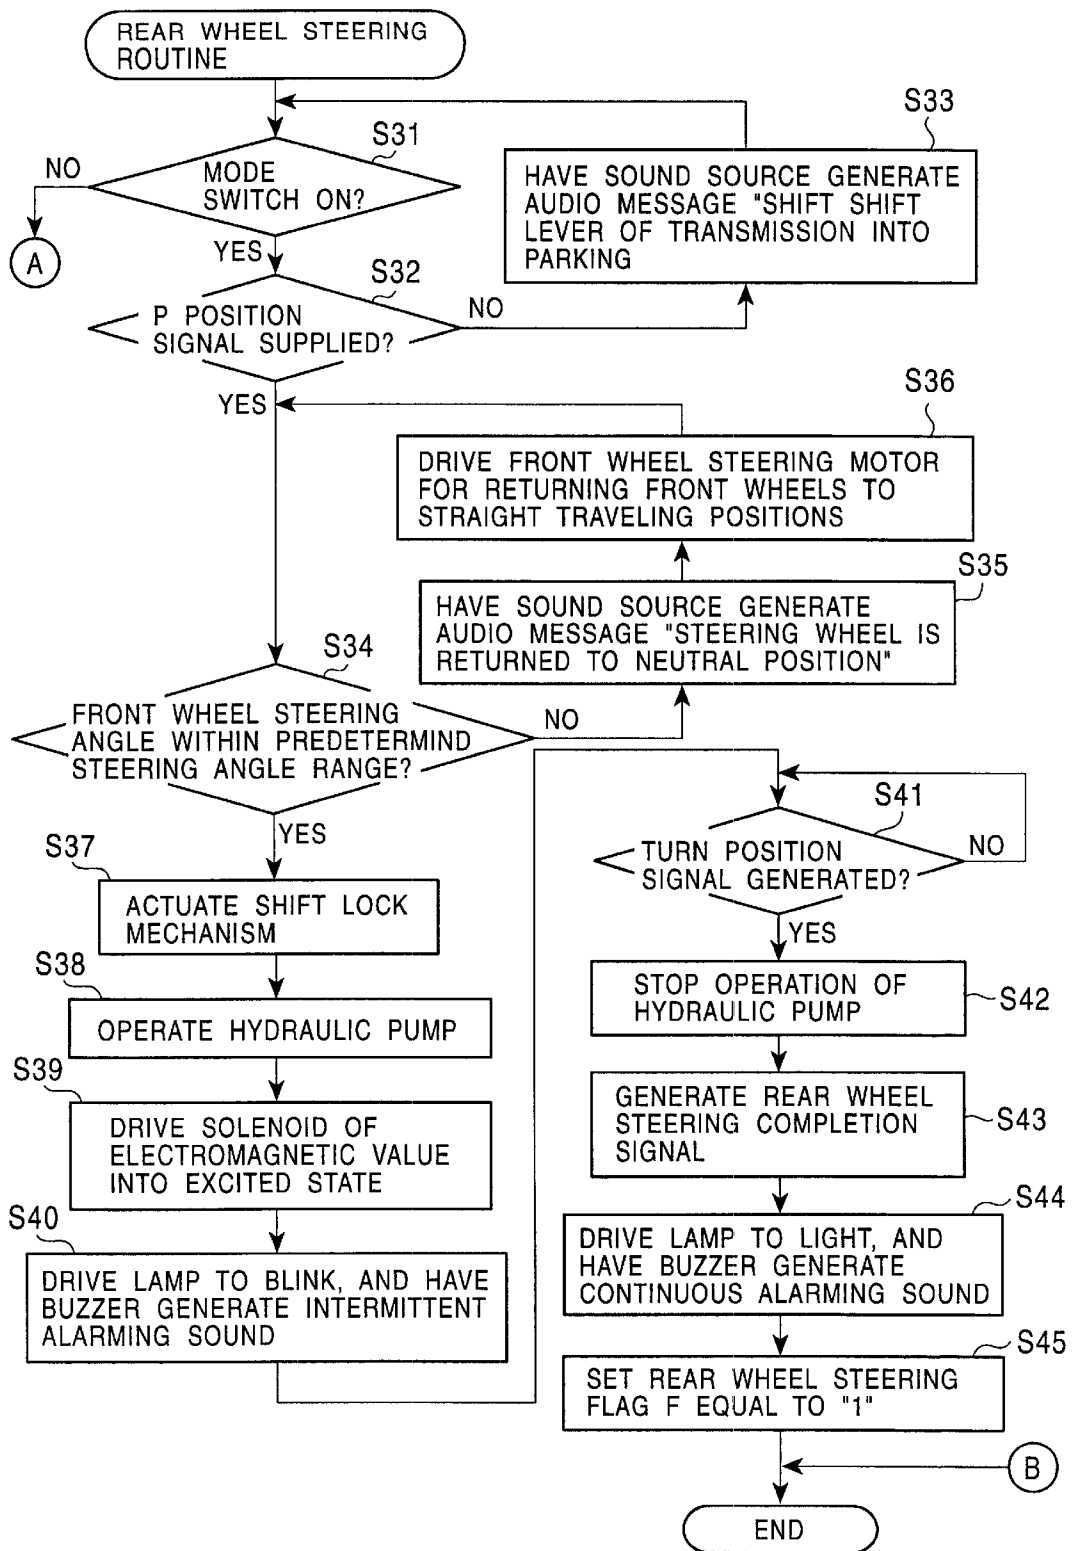 REAR WHEEL STEERING
ROUTINE
S31
MODE
SWITCH ON?
NO
A
YES
S33
HAVE SOUND SOURCE GENERATE
AUDIO MESSAGE "SHIFT SHIFT
LEVER OF TRANSMISSION INTO
PARKING
S32
P POSITION
SIGNAL SUPPLIED?
NO
YES
S36
DRIVE FRONT WHEEL STEERING MOTOR
FOR RETURNING FRONT WHEELS TO
STRAIGHT TRAVELING POSITIONS
S35
HAVE SOUND SOURCE GENERATE
AUDIO MESSAGE "STEERING WHEEL IS
RETURNED TO NEUTRAL POSITION"
S34
FRONT WHEEL STEERING
ANGLE WITHIN PREDETERMIND
STEERING ANGLE RANGE?
NO
YES
S37
ACTUATE SHIFT LOCK
MECHANISM
S38
OPERATE HYDRAULIC PUMP
S39
DRIVE SOLENOID OF
ELECTROMAGNETIC VALUE
INTO EXCITED STATE
S40
DRIVE LAMP TO BLINK, AND HAVE
BUZZER GENERATE INTERMITTENT
ALARMING SOUND
S41
TURN POSITION
SIGNAL GENERATED?
NO
YES
STOP OPERATION OF
HYDRAULIC PUMP
S42
GENERATE REAR WHEEL
STEERING COMPLETION
SIGNAL
S43
S44
DRIVE LAMP TO LIGHT, AND
HAVE BUZZER GENERATE
CONTINUOUS ALARMING SOUND
S45
SET REAR WHEEL STEERING
FLAG F EQUAL TO "1"
B
END